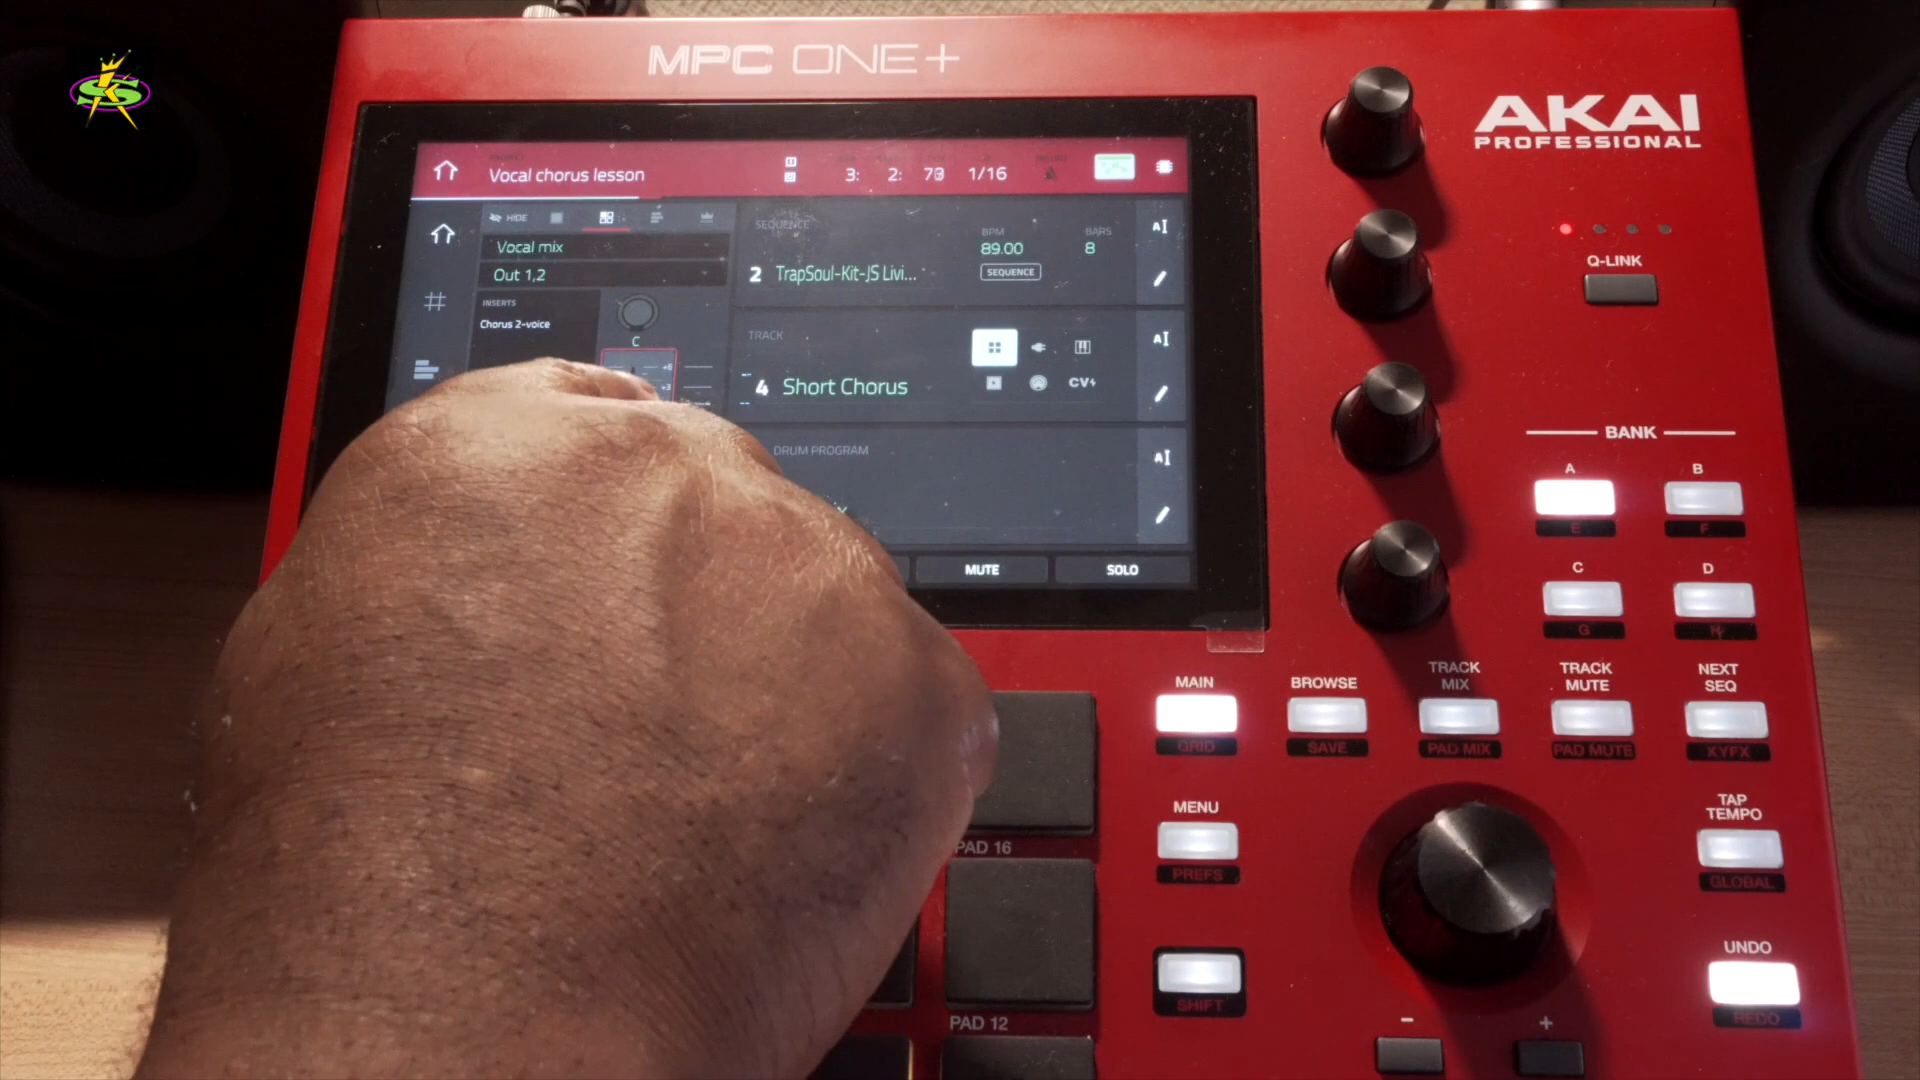 MPC ONE+
AKAI
PROFESSIONAL
Vocal chorus lesson
3: 2: 73 1/16
HIDE
Vocal mix
Out 1,2
INSERTS
Chorus 2-voice
C
+6
+3
SEQUENCE
2 TrapSoul-Kit-JS Livi...
BPM
89.00
BARS
8
SEQUENCE
TRACK
4 Short Chorus
CV
DRUM PROGRAM
MUTE
SOLO
Q-LINK
BANK
A
B
E
F
C
D
G
H
MAIN
BROWSE
TRACK MIX
TRACK MUTE
NEXT SEQ
GRID
SAVE
PAD MIX
PAD MUTE
XYFX
MENU
PREFS
TAP TEMPO
GLOBAL
PAD 16
SHIFT
UNDO
REDO
PAD 12
-
+